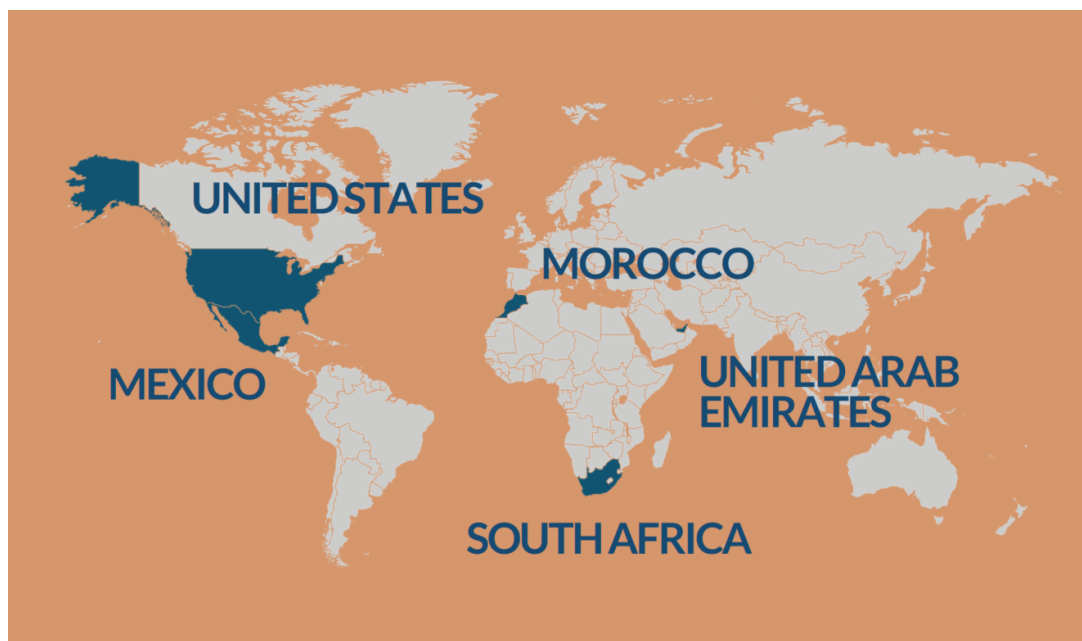 UNITED STATES
MOROCCO
MEXICO
UNITED ARAB
EMIRATES
SOUTH AFRICA